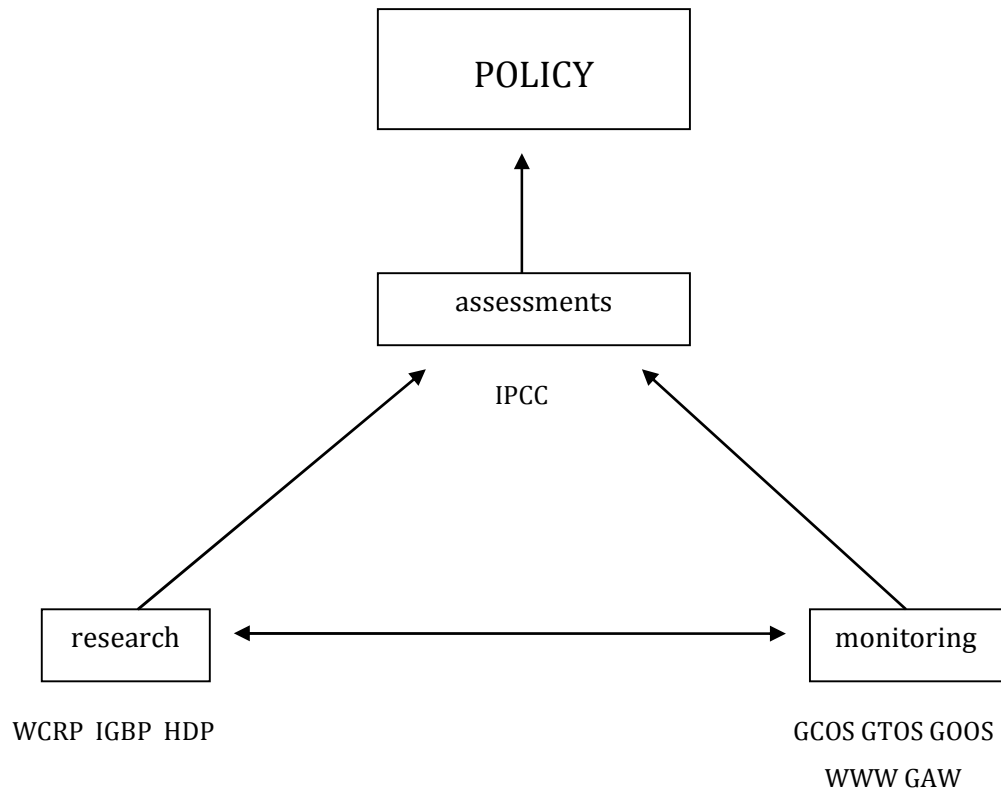 POLICY
assessments
IPCC
research
monitoring
WCRP IGBP HDP
GCOS GTOS GOOS
WWW GAW